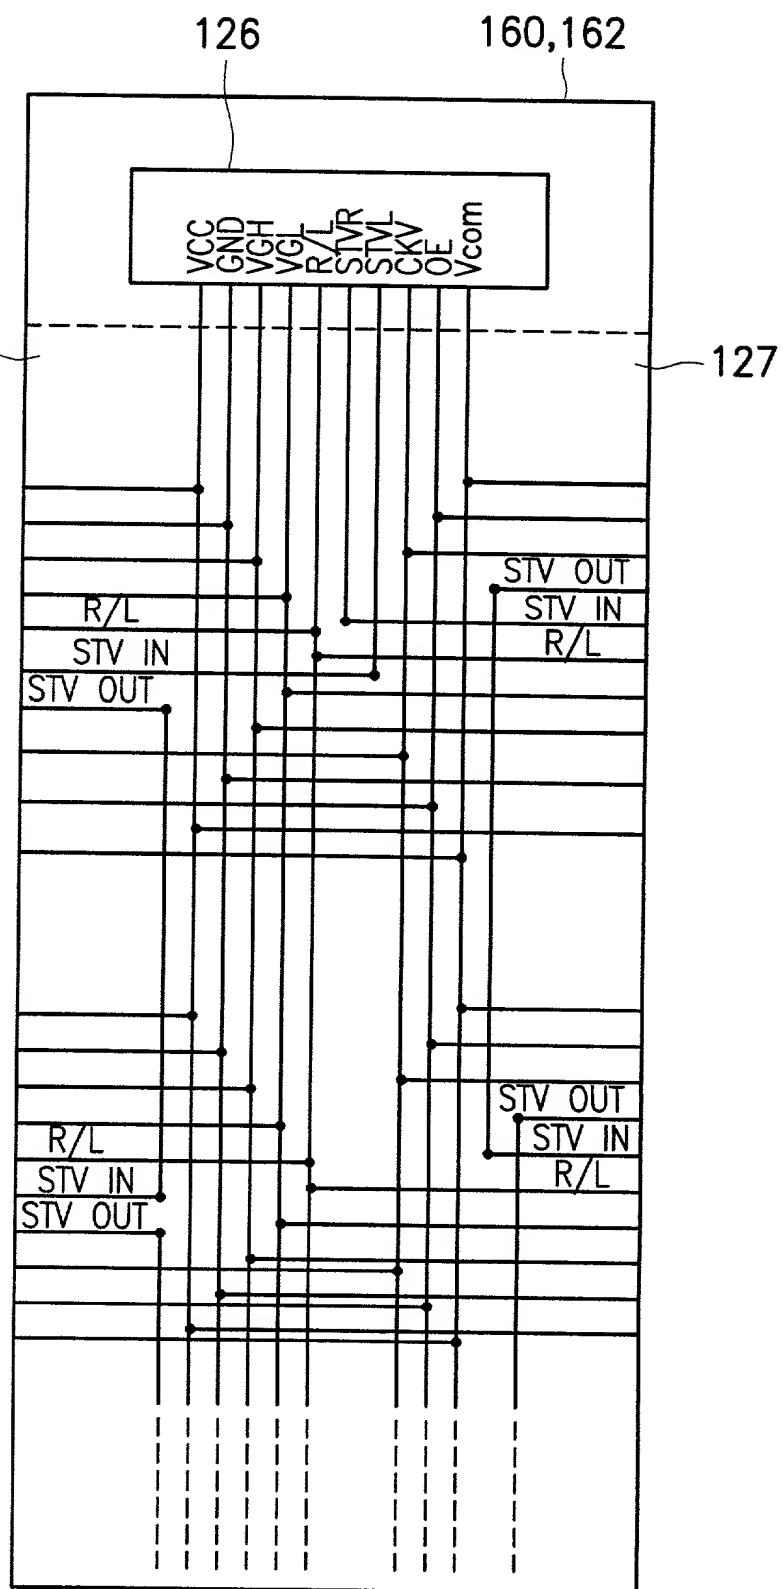 126
160,162
VCC
GND
VGH
VGL
R/L
STVR
STVL
CKV
OE
Vcom
127
STV OUT
R/L
STV IN
R/L
STV IN
STV OUT
STV OUT
R/L
STV IN
STV IN
R/L
STV OUT